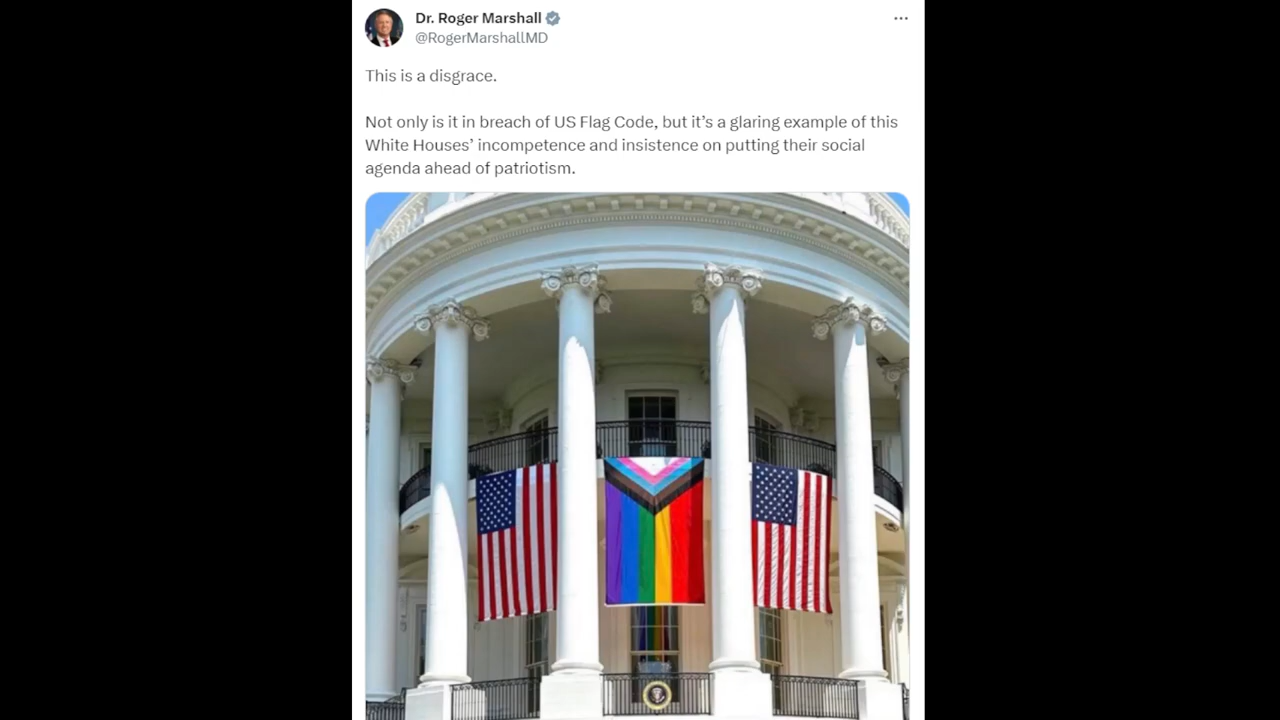 Dr. Roger Marshall
@RogerMarshallMD
This is a disgrace.
Not only is it in breach of US Flag Code, but it's a glaring example of this
White Houses' incompetence and insistence on putting their social
agenda ahead of patriotism.